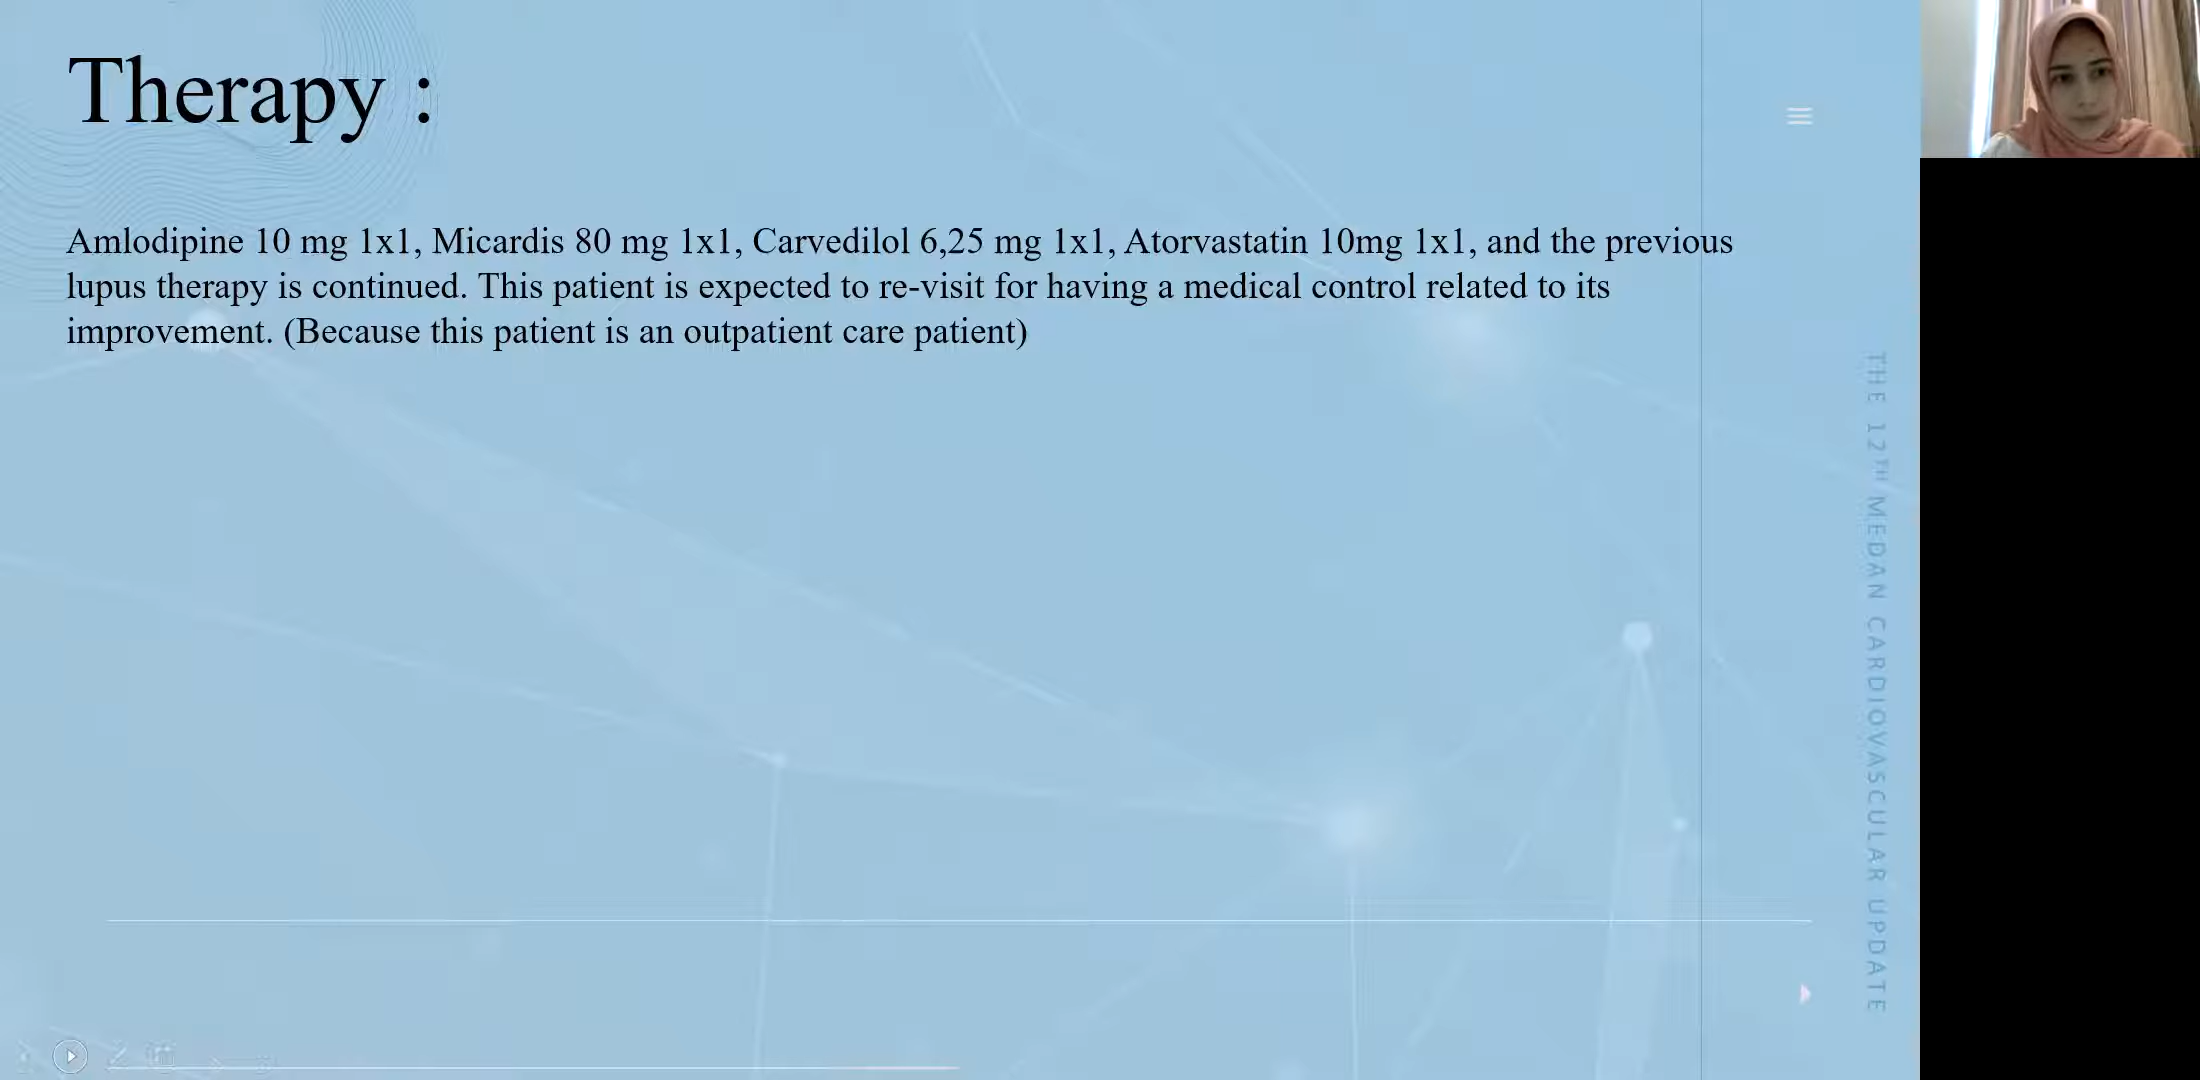 Therapy :
Amlodipine 10 mg 1x1, Micardis 80 mg 1x1, Carvedilol 6,25 mg 1x1, Atorvastatin 10mg 1x1, and the previous
lupus therapy is continued. This patient is expected to re-visit for having a medical control related to its
improvement. (Because this patient is an outpatient care patient)
THE 12TH MEDAN CARDIOVASCULAR UPDATE